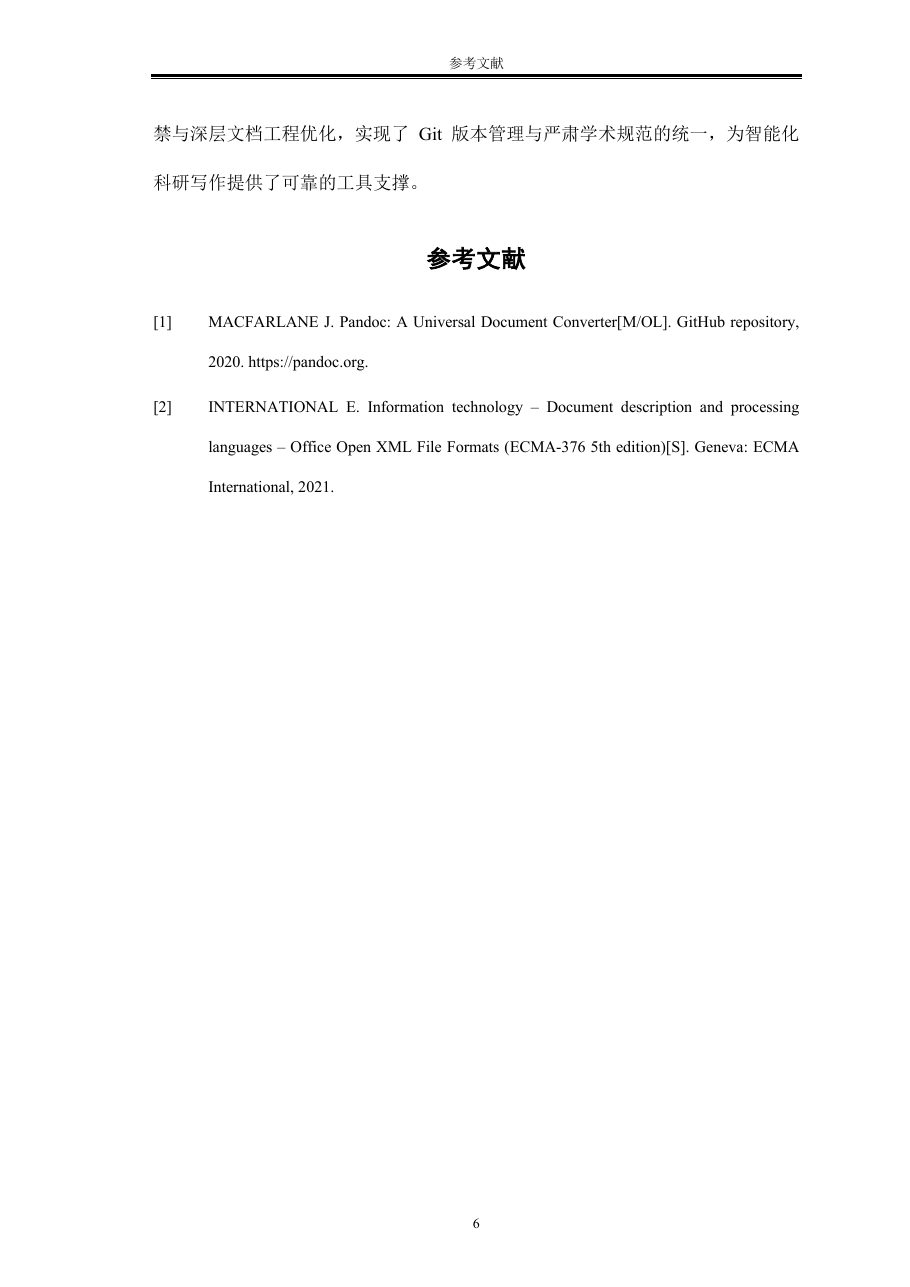 参考文献
禁与深层文档工程优化，实现了 Git 版本管理与严肃学术规范的统一，为智能化
科研写作提供了可靠的工具支撑。
参考文献
[1] MACFARLANE J. Pandoc: A Universal Document Converter[M/OL]. GitHub repository,
2020. https://pandoc.org.
[2] INTERNATIONAL E. Information technology – Document description and processing
languages – Office Open XML File Formats (ECMA-376 5th edition)[S]. Geneva: ECMA
International, 2021.
6